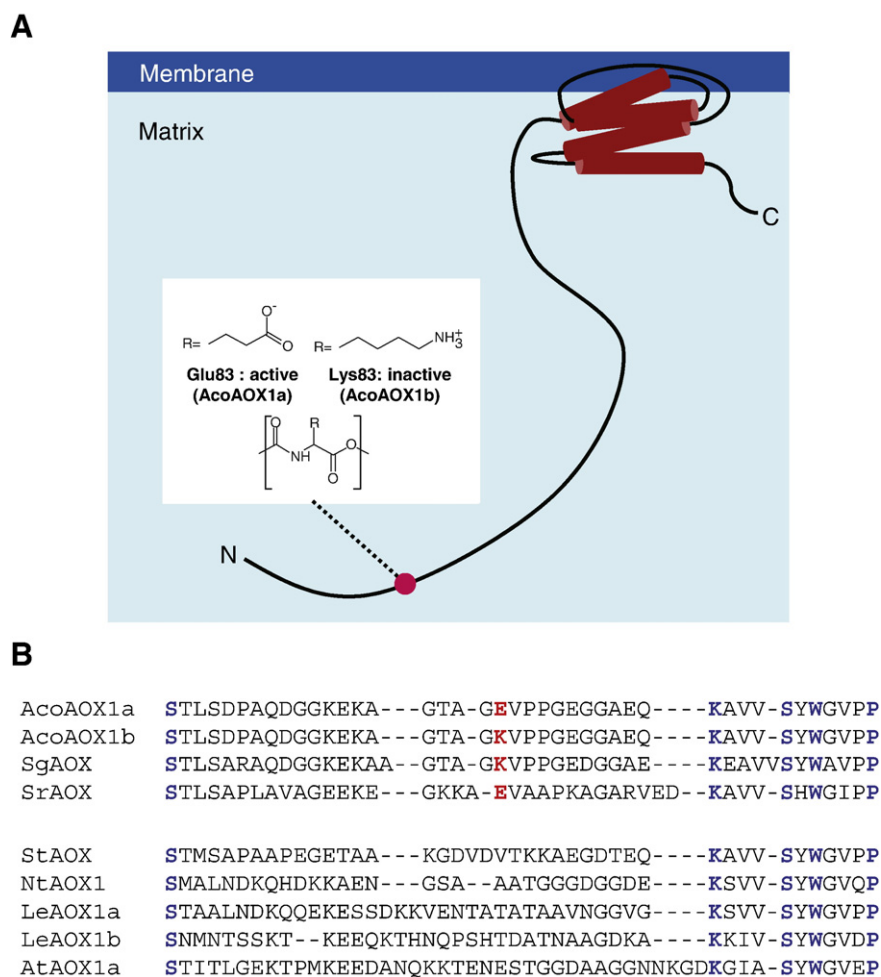 A
Membrane
Matrix
C
O-
R=
O
R=
NH3+
Glu83 : active
(AcoAOX1a)
Lys83: inactive
(AcoAOX1b)
O
R
NH
O
O
N
B
AcoAOX1a STLSDPAQDGGKEKA---GTA-GEVPPGEGGAEQ----KAVV-SYWGVPP
AcoAOX1b STLSDPAQDGGKEKA---GTA-GKVPPGEGGAEQ----KAVV-SYWGVPP
SgAOX STLSARAQDGGKEKAA--GTA-GKVPPGEDGGAE----KEAVVSYWAVPP
SrAOX STLSAPLAVAGEEKE---GKKA-EVAAPKAGARVED--KAVV-SHWGIPP
StAOX STMSAPAAPEGETAA---KGDVDVTKKAEGDTEQ----KAVV-SYWGVPP
NtAOX1 SMALNDKQHDKKAEN---GSA--AATGGGDGGDE----KSVV-SYWGVQP
LeAOX1a STAALNDKQQEKESSDKKVENTATATAAVNGGVG----KSVV-SYWGVPP
LeAOX1b SNMNTSSKT--KEEQKTHNQPSHTDATNAAGDKA----KKIV-SYWGVDP
AtAOX1a STITLGEKTPMKEEDANQKKTENESTGGDAAGGNNKGDKGIA-SYWGVEP